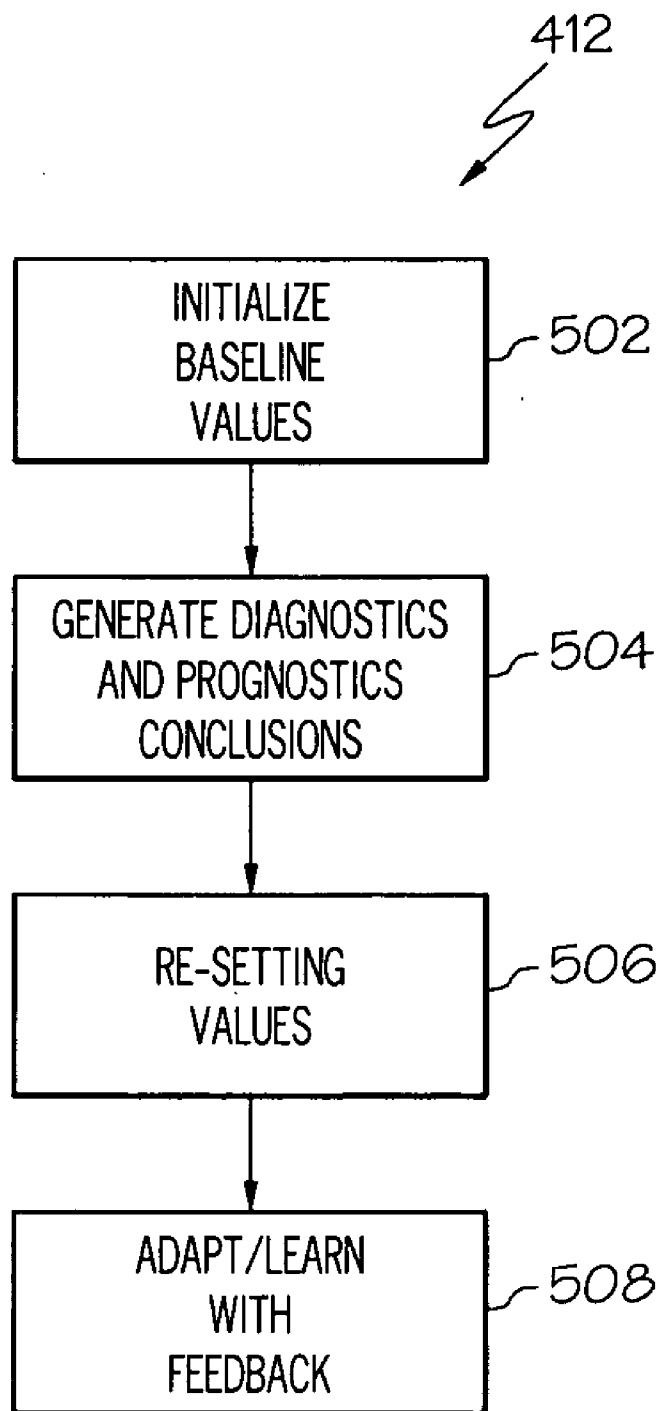 412
INITIALIZE
BASELINE
VALUES
502
GENERATE DIAGNOSTICS
AND PROGNOSTICS
CONCLUSIONS
504
RE-SETTING
VALUES
506
ADAPT/LEARN
WITH
FEEDBACK
508